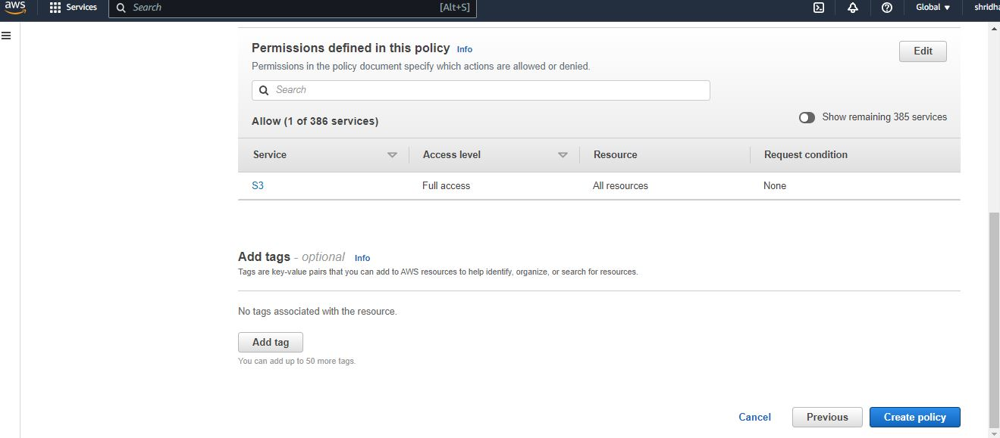 aws Services Search [Alt+S] Global shridha
Permissions defined in this policy Info
Edit
Permissions in the policy document specify which actions are allowed or denied.
Search
Allow (1 of 386 services)
Show remaining 385 services
Service Access level Resource Request condition
S3 Full access All resources None
Add tags - optional Info
Tags are key-value pairs that you can add to AWS resources to help identify, organize, or search for resources.
No tags associated with the resource.
Add tag
You can add up to 50 more tags.
Cancel Previous Create policy